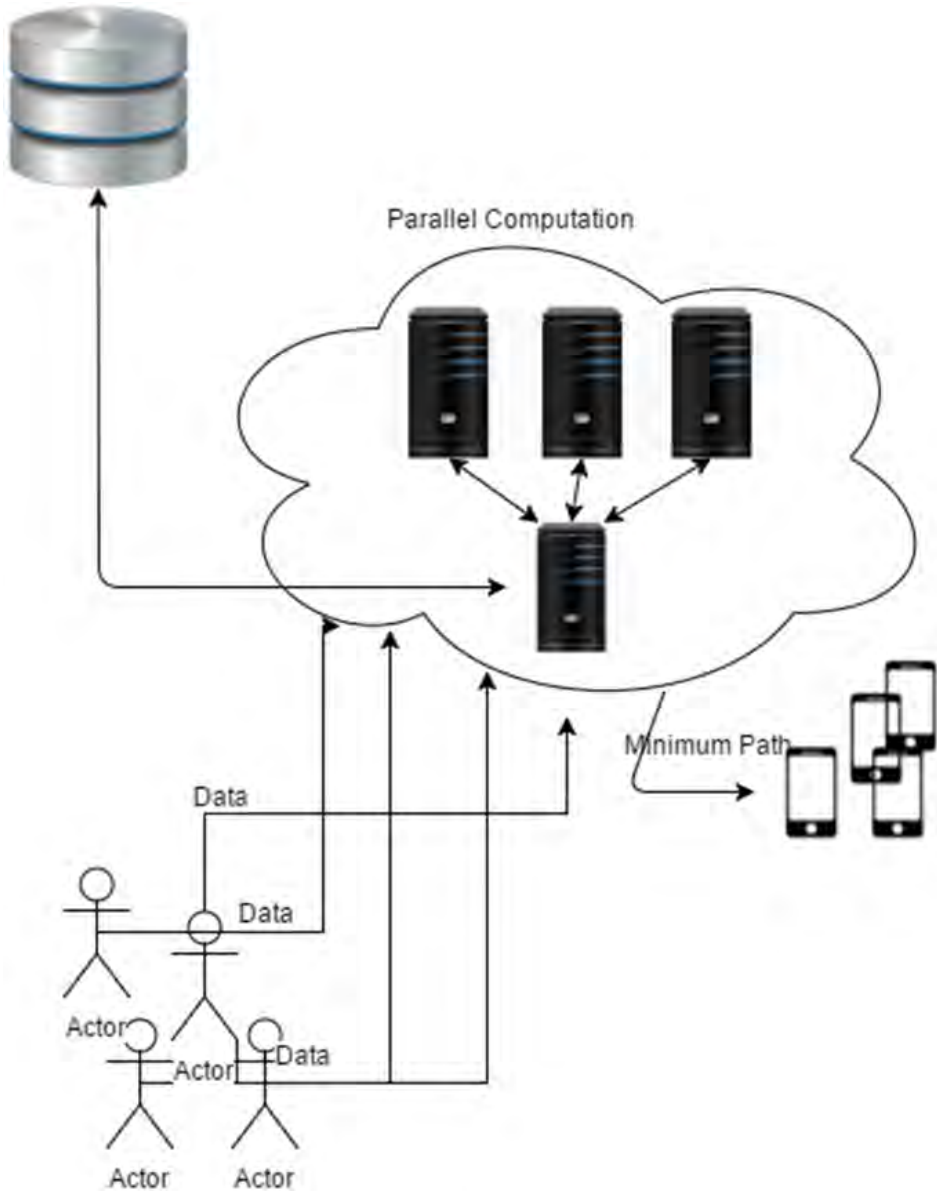 Parallel Computation
Minimum Path
Data
Data
Actor
Data
Actor
Actor
Actor